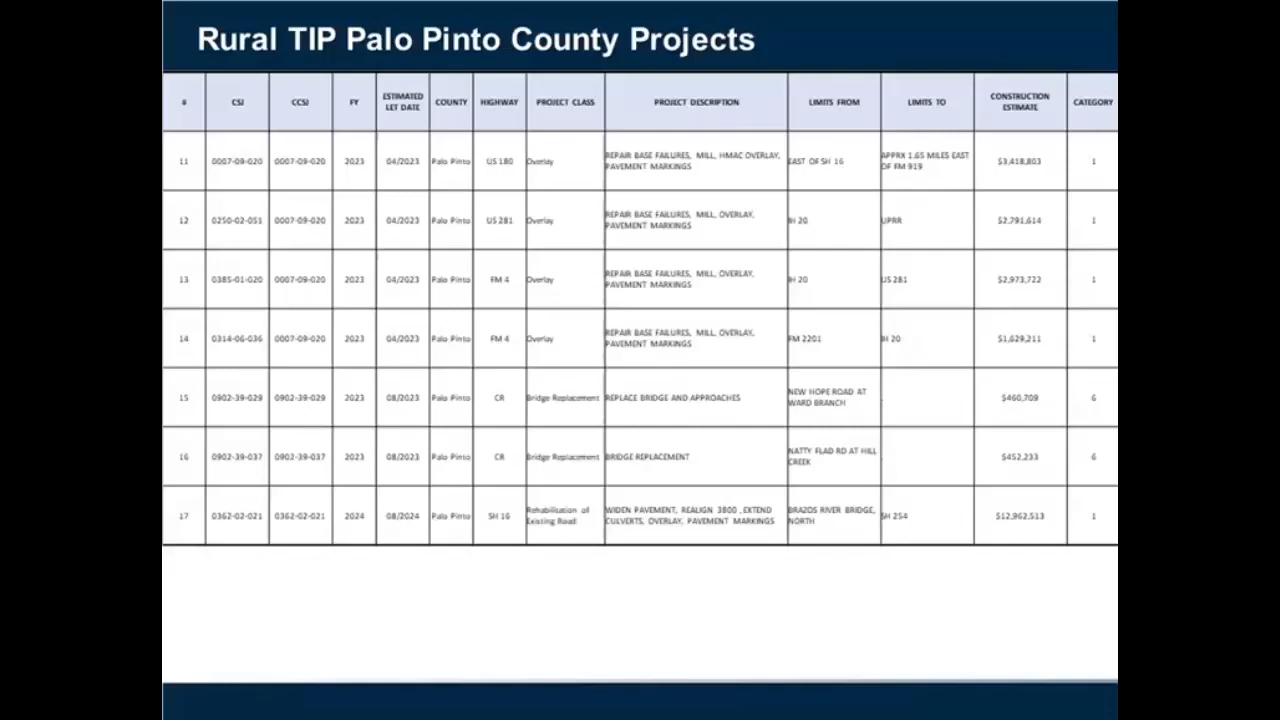 Rural TIP Palo Pinto County Projects
# CSJ CCSJ FY ESTIMATED LET DATE COUNTY HIGHWAY PROJECT CLASS PROJECT DESCRIPTION LIMITS FROM LIMITS TO CONSTRUCTION ESTIMATE CATEGORY
11 0007-09-020 0007-09-020 2023 04/2023 Palo Pinto US 180 Overlay REPAIR BASE FAILURES, MILL, HMAC OVERLAY, PAVEMENT MARKINGS EAST OF SH 16 APPRX 1.65 MILES EAST OF FM 919 $3,418,803 1
12 0250-02-051 0007-09-020 2023 04/2023 Palo Pinto US 281 Overlay REPAIR BASE FAILURES, MILL, OVERLAY, PAVEMENT MARKINGS IH 20 UPRR $2,791,614 1
13 0385-01-020 0007-09-020 2023 04/2023 Palo Pinto FM 4 Overlay REPAIR BASE FAILURES, MILL, OVERLAY, PAVEMENT MARKINGS IH 20 US 281 $2,973,722 1
14 0314-06-036 0007-09-020 2023 04/2023 Palo Pinto FM 4 Overlay REPAIR BASE FAILURES, MILL, OVERLAY, PAVEMENT MARKINGS FM 2201 IH 20 $1,629,211 1
15 0902-39-029 0902-39-029 2023 08/2023 Palo Pinto CR Bridge Replacement REPLACE BRIDGE AND APPROACHES NEW HOPE ROAD AT WARD BRANCH . $460,709 6
16 0902-39-037 0902-39-037 2023 08/2023 Palo Pinto CR Bridge Replacement BRIDGE REPLACEMENT NATTY FLAD RD AT HILL CREEK $452,233 6
17 0362-02-021 0362-02-021 2024 08/2024 Palo Pinto SH 16 Rehabilitation of Existing Road WIDEN PAVEMENT, REALIGN 3800 , EXTEND CULVERTS, OVERLAY, PAVEMENT MARKINGS BRAZOS RIVER BRIDGE, NORTH SH 254 $12,962,513 1